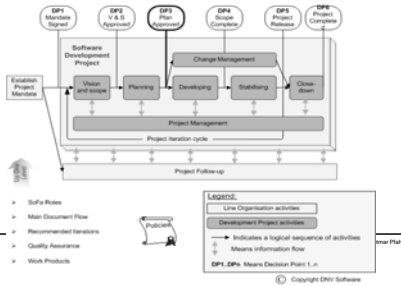 DP1
Mandate
Signed
DP2
V & S
Approved
DP3
Plan
Approved
DP4
Scope
Complete
DP5
Project
Release
DP6
Project
Complete
Software
Development
Project
Change Management
Establish
Project
Mandate
Vision
and scope
Planning
Developing
Stabilising
Close-
down
Project Management
Project Iteration cycle
Project Follow-up
Up One
Level
SoFa Roles
Main Document Flow
Recommended Iterations
Quality Assurance
Work Products
Policies
Legend:
Line Organisation activities
Development Project activities
Indicates a logical sequence of activities
Means information flow
DP1..DPn Means Decision Point 1..n
© Copyright DNV Software